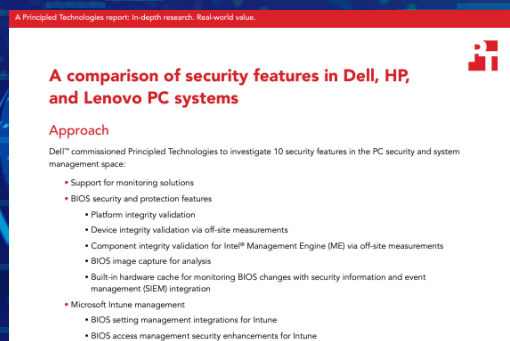 A Principled Technologies report: In-depth research. Real-world value.
PT
A comparison of security features in Dell, HP,
and Lenovo PC systems
Approach
Dell™ commissioned Principled Technologies to investigate 10 security features in the PC security and system
management space:
• Support for monitoring solutions
• BIOS security and protection features
• Platform integrity validation
• Device integrity validation via off-site measurements
• Component integrity validation for Intel® Management Engine (ME) via off-site measurements
• BIOS image capture for analysis
• Built-in hardware cache for monitoring BIOS changes with security information and event
management (SIEM) integration
• Microsoft Intune management
• BIOS setting management integrations for Intune
• BIOS access management security enhancements for Intune